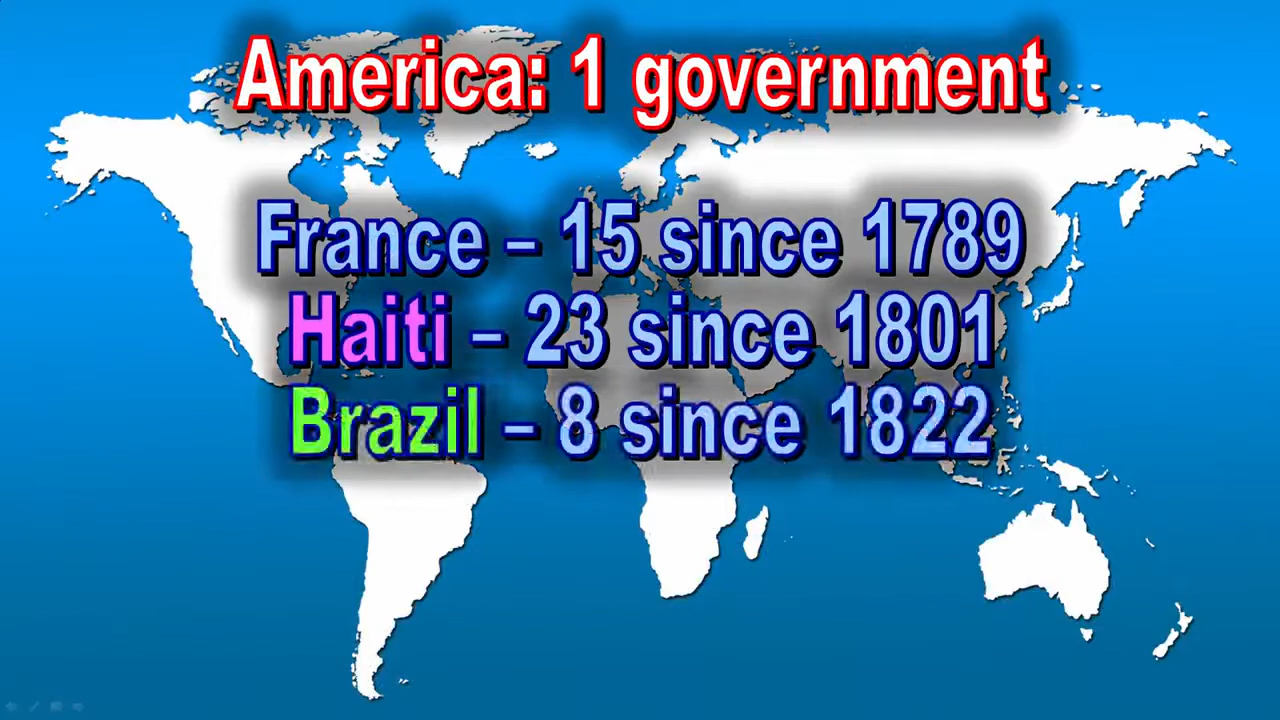 America: 1 government
France – 15 since 1789
Haiti – 23 since 1801
Brazil – 8 since 1822